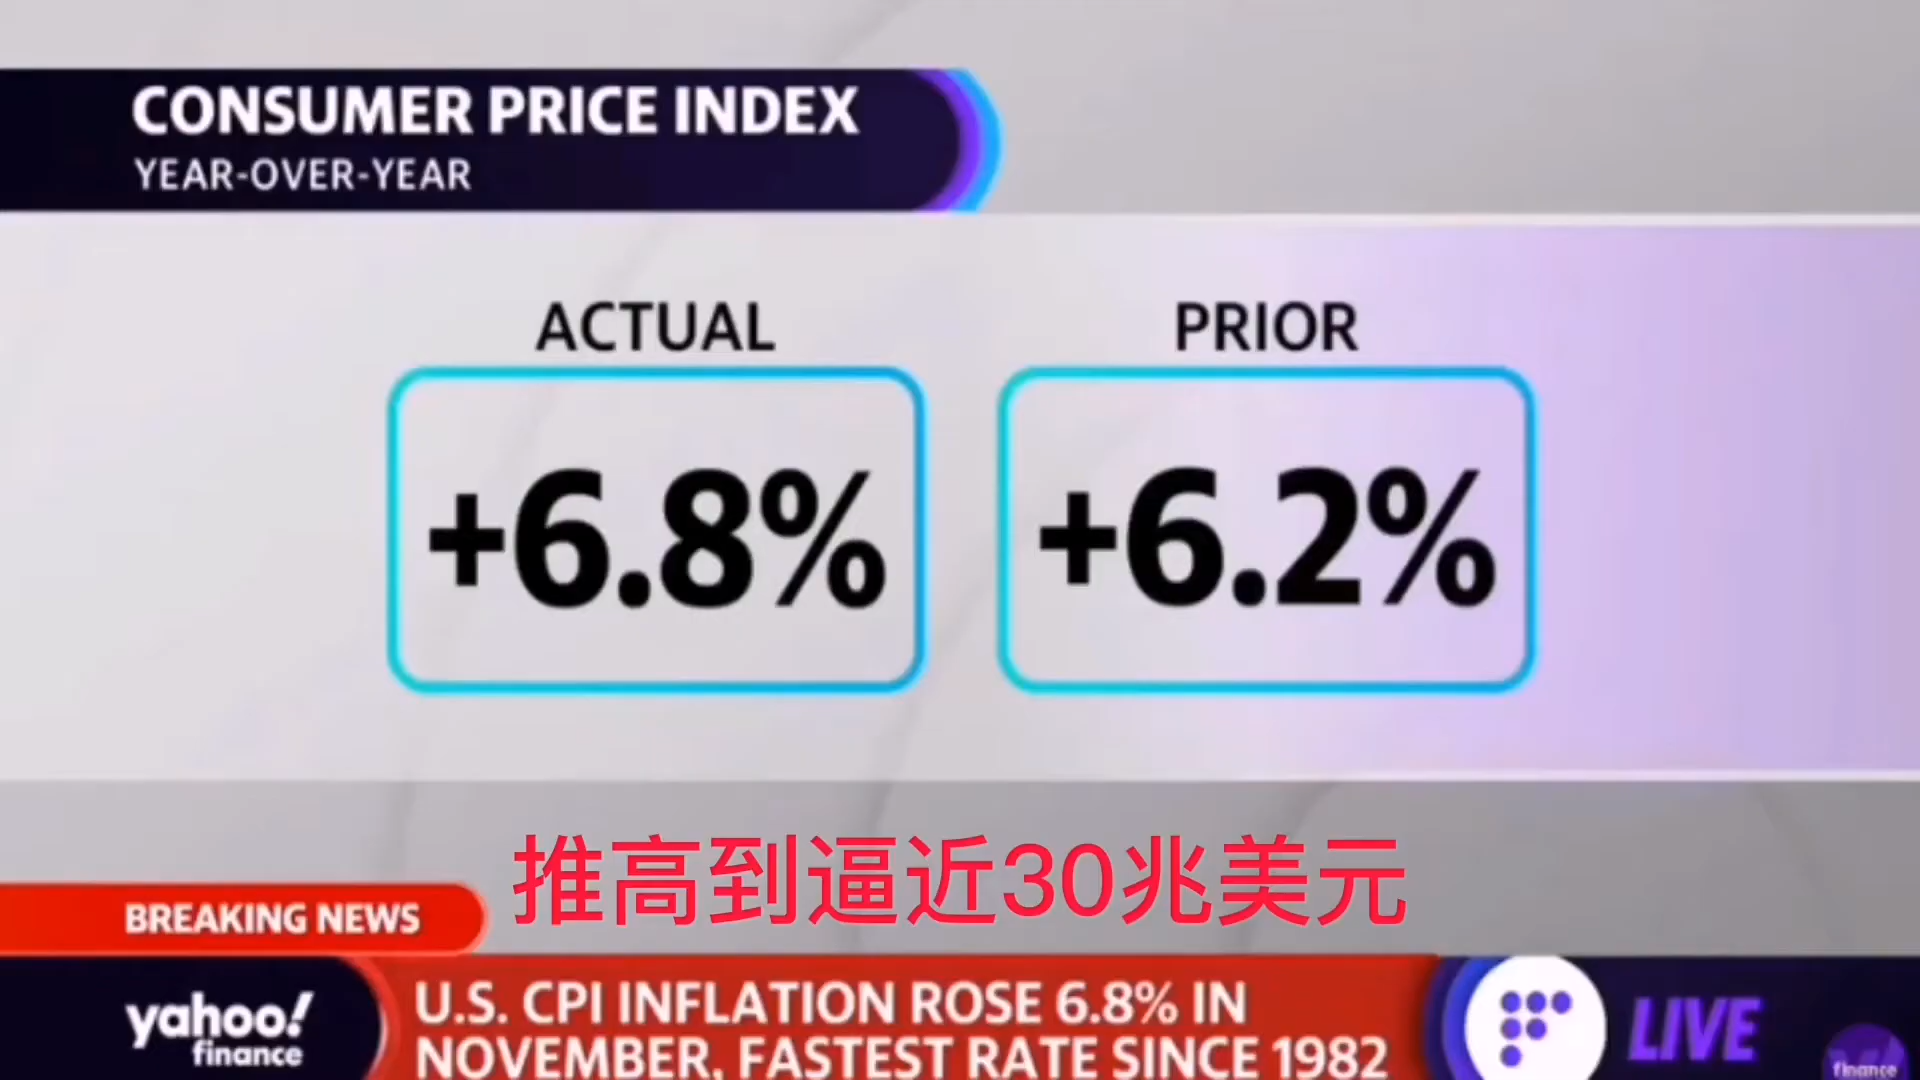 CONSUMER PRICE INDEX
YEAR-OVER-YEAR
ACTUAL
PRIOR
+6.8%
+6.2%
推高到逼近30兆美元
BREAKING NEWS
yahoo!
finance
U.S. CPI INFLATION ROSE 6.8% IN
NOVEMBER, FASTEST RATE SINCE 1982
LIVE
finance